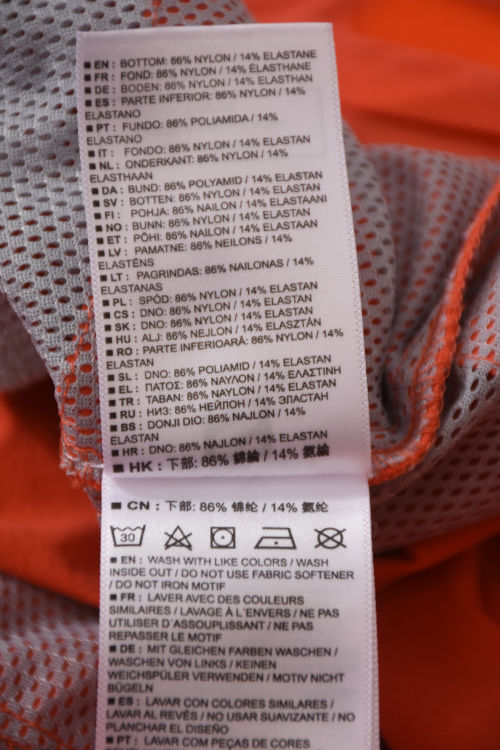 ■ EN : BOTTOM: 86% NYLON / 14% ELASTANE
■ FR : FOND: 86% NYLON / 14% ÉLASTHANE
■ DE : BODEN: 86% NYLON / 14% ELASTHAN
■ ES : PARTE INFERIOR: 86% NYLON / 14%
ELASTANO
■ PT : FUNDO: 86% POLIAMIDA / 14%
ELASTANO
■ IT : FONDO: 86% NYLON / 14% ELASTAN
■ NL : ONDERKANT: 86% NYLON / 14%
ELASTHAAN
■ DA : BUND: 86% POLYAMID / 14% ELASTAN
■ SV : BOTTEN: 86% NYLON / 14% ELASTAN
■ FI : POHJA: 86% NAILON / 14% ELASTAANI
■ NO : BUNN: 86% NYLON / 14% ELASTAN
■ ET : PÕHI: 86% NAILON / 14% ELASTAAN
■ LV : PAMATNE: 86% NEILONS / 14%
ELASTĒNS
■ LT : PAGRINDAS: 86% NAILONAS / 14%
ELASTANAS
■ PL : SPÓD: 86% NYLON / 14% ELASTAN
■ CS : DNO: 86% NYLON / 14% ELASTAN
■ SK : DNO: 86% NYLON / 14% ELASTAN
■ HU : ALJ: 86% NEJLON / 14% ELASZTÁN
■ RO : PARTE INFERIOARĂ: 86% NYLON / 14%
ELASTAN
■ SL : DNO: 86% POLIAMID / 14% ELASTAN
■ EL : ΠΑΤΟΣ: 86% ΝΑΥΛΟΝ / 14% ΕΛΑΣΤΙΝΗ
■ TR : TABAN: 86% NAYLON / 14% ELASTAN
■ RU : НИЗ: 86% НЕЙЛОН / 14% ЭЛАСТАН
■ BS : DONJI DIO: 86% NAJLON / 14%
ELASTAN
■ HR : DNO: 86% NAJLON / 14% ELASTAN
■ HK : 下部: 86% 錦綸 / 14% 氨綸
■ CN : 下部: 86% 锦纶 / 14% 氨纶
30
■ EN : WASH WITH LIKE COLORS / WASH
INSIDE OUT / DO NOT USE FABRIC SOFTENER
/ DO NOT IRON MOTIF
■ FR : LAVER AVEC DES COULEURS
SIMILAIRES / LAVAGE À L'ENVERS / NE PAS
UTILISER D'ASSOUPLISSANT / NE PAS
REPASSER LE MOTIF
■ DE : MIT GLEICHEN FARBEN WASCHEN /
WASCHEN VON LINKS / KEINEN
WEICHSPÜLER VERWENDEN / MOTIV NICHT
BÜGELN
■ ES : LAVAR CON COLORES SIMILARES /
LAVAR AL REVÉS / NO USAR SUAVIZANTE / NO
PLANCHAR EL DISEÑO
■ PT : LAVAR COM PEÇAS DE CORES